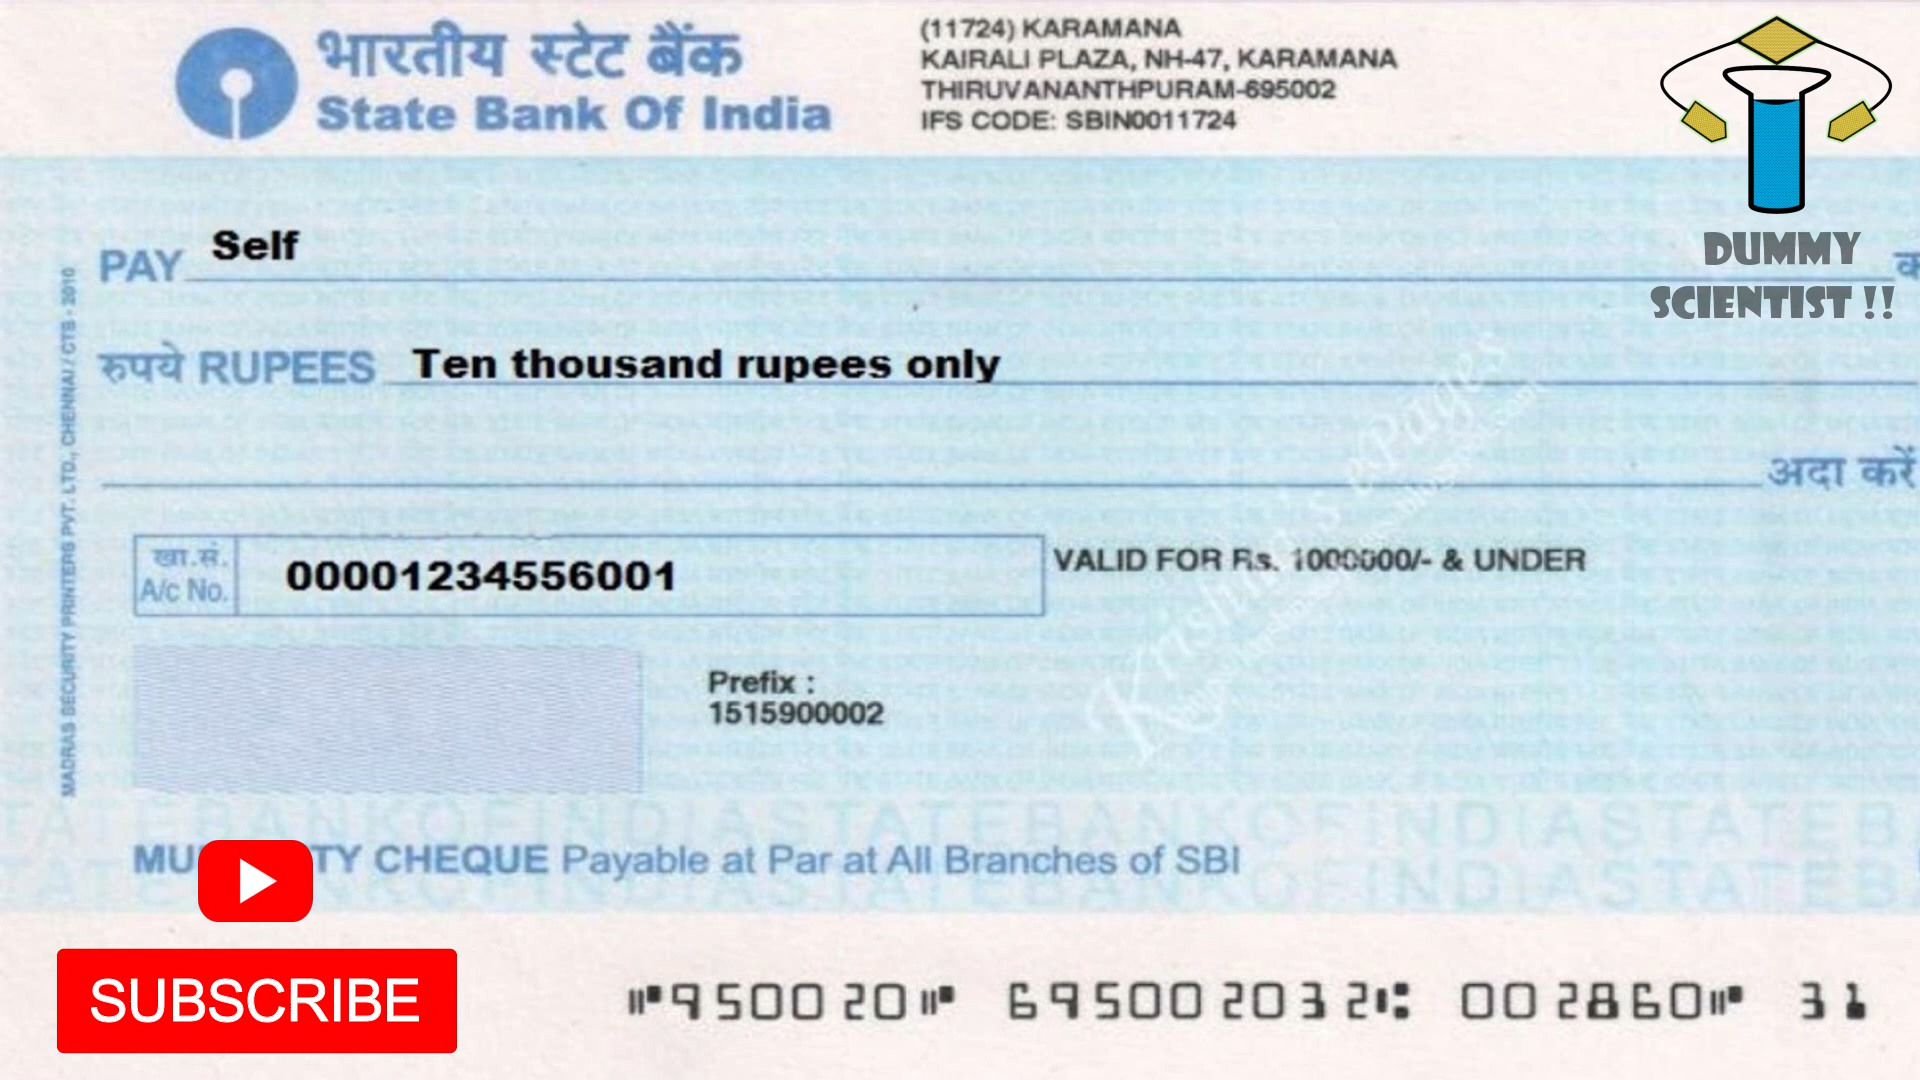 भारतीय स्टेट बैंक
State Bank Of India
(11724) KARAMANA
KAIRALI PLAZA, NH-47, KARAMANA
THIRUVANANTHPURAM-695002
IFS CODE: SBIN0011724
DUMMY
SCIENTIST !!
PAY Self
रुपये RUPEES Ten thousand rupees only
अदा करें
खा.सं.
A/c No. 00001234556001
VALID FOR Rs. 1000000/- & UNDER
Prefix :
1515900002
MADRAS SECURITY PRINTERS PVT. LTD., CHENNAI / CTS - 2010
TATEBANKOFINDIASTATEBANKOFINDIASTATEB
CHEQUE Payable at Par at All Branches of SBI
TATEBANKOFINDIASTATEBANKOFINDIASTATEB
SUBSCRIBE
⑈950020⑈ 695002032⑆ 002860⑈ 31